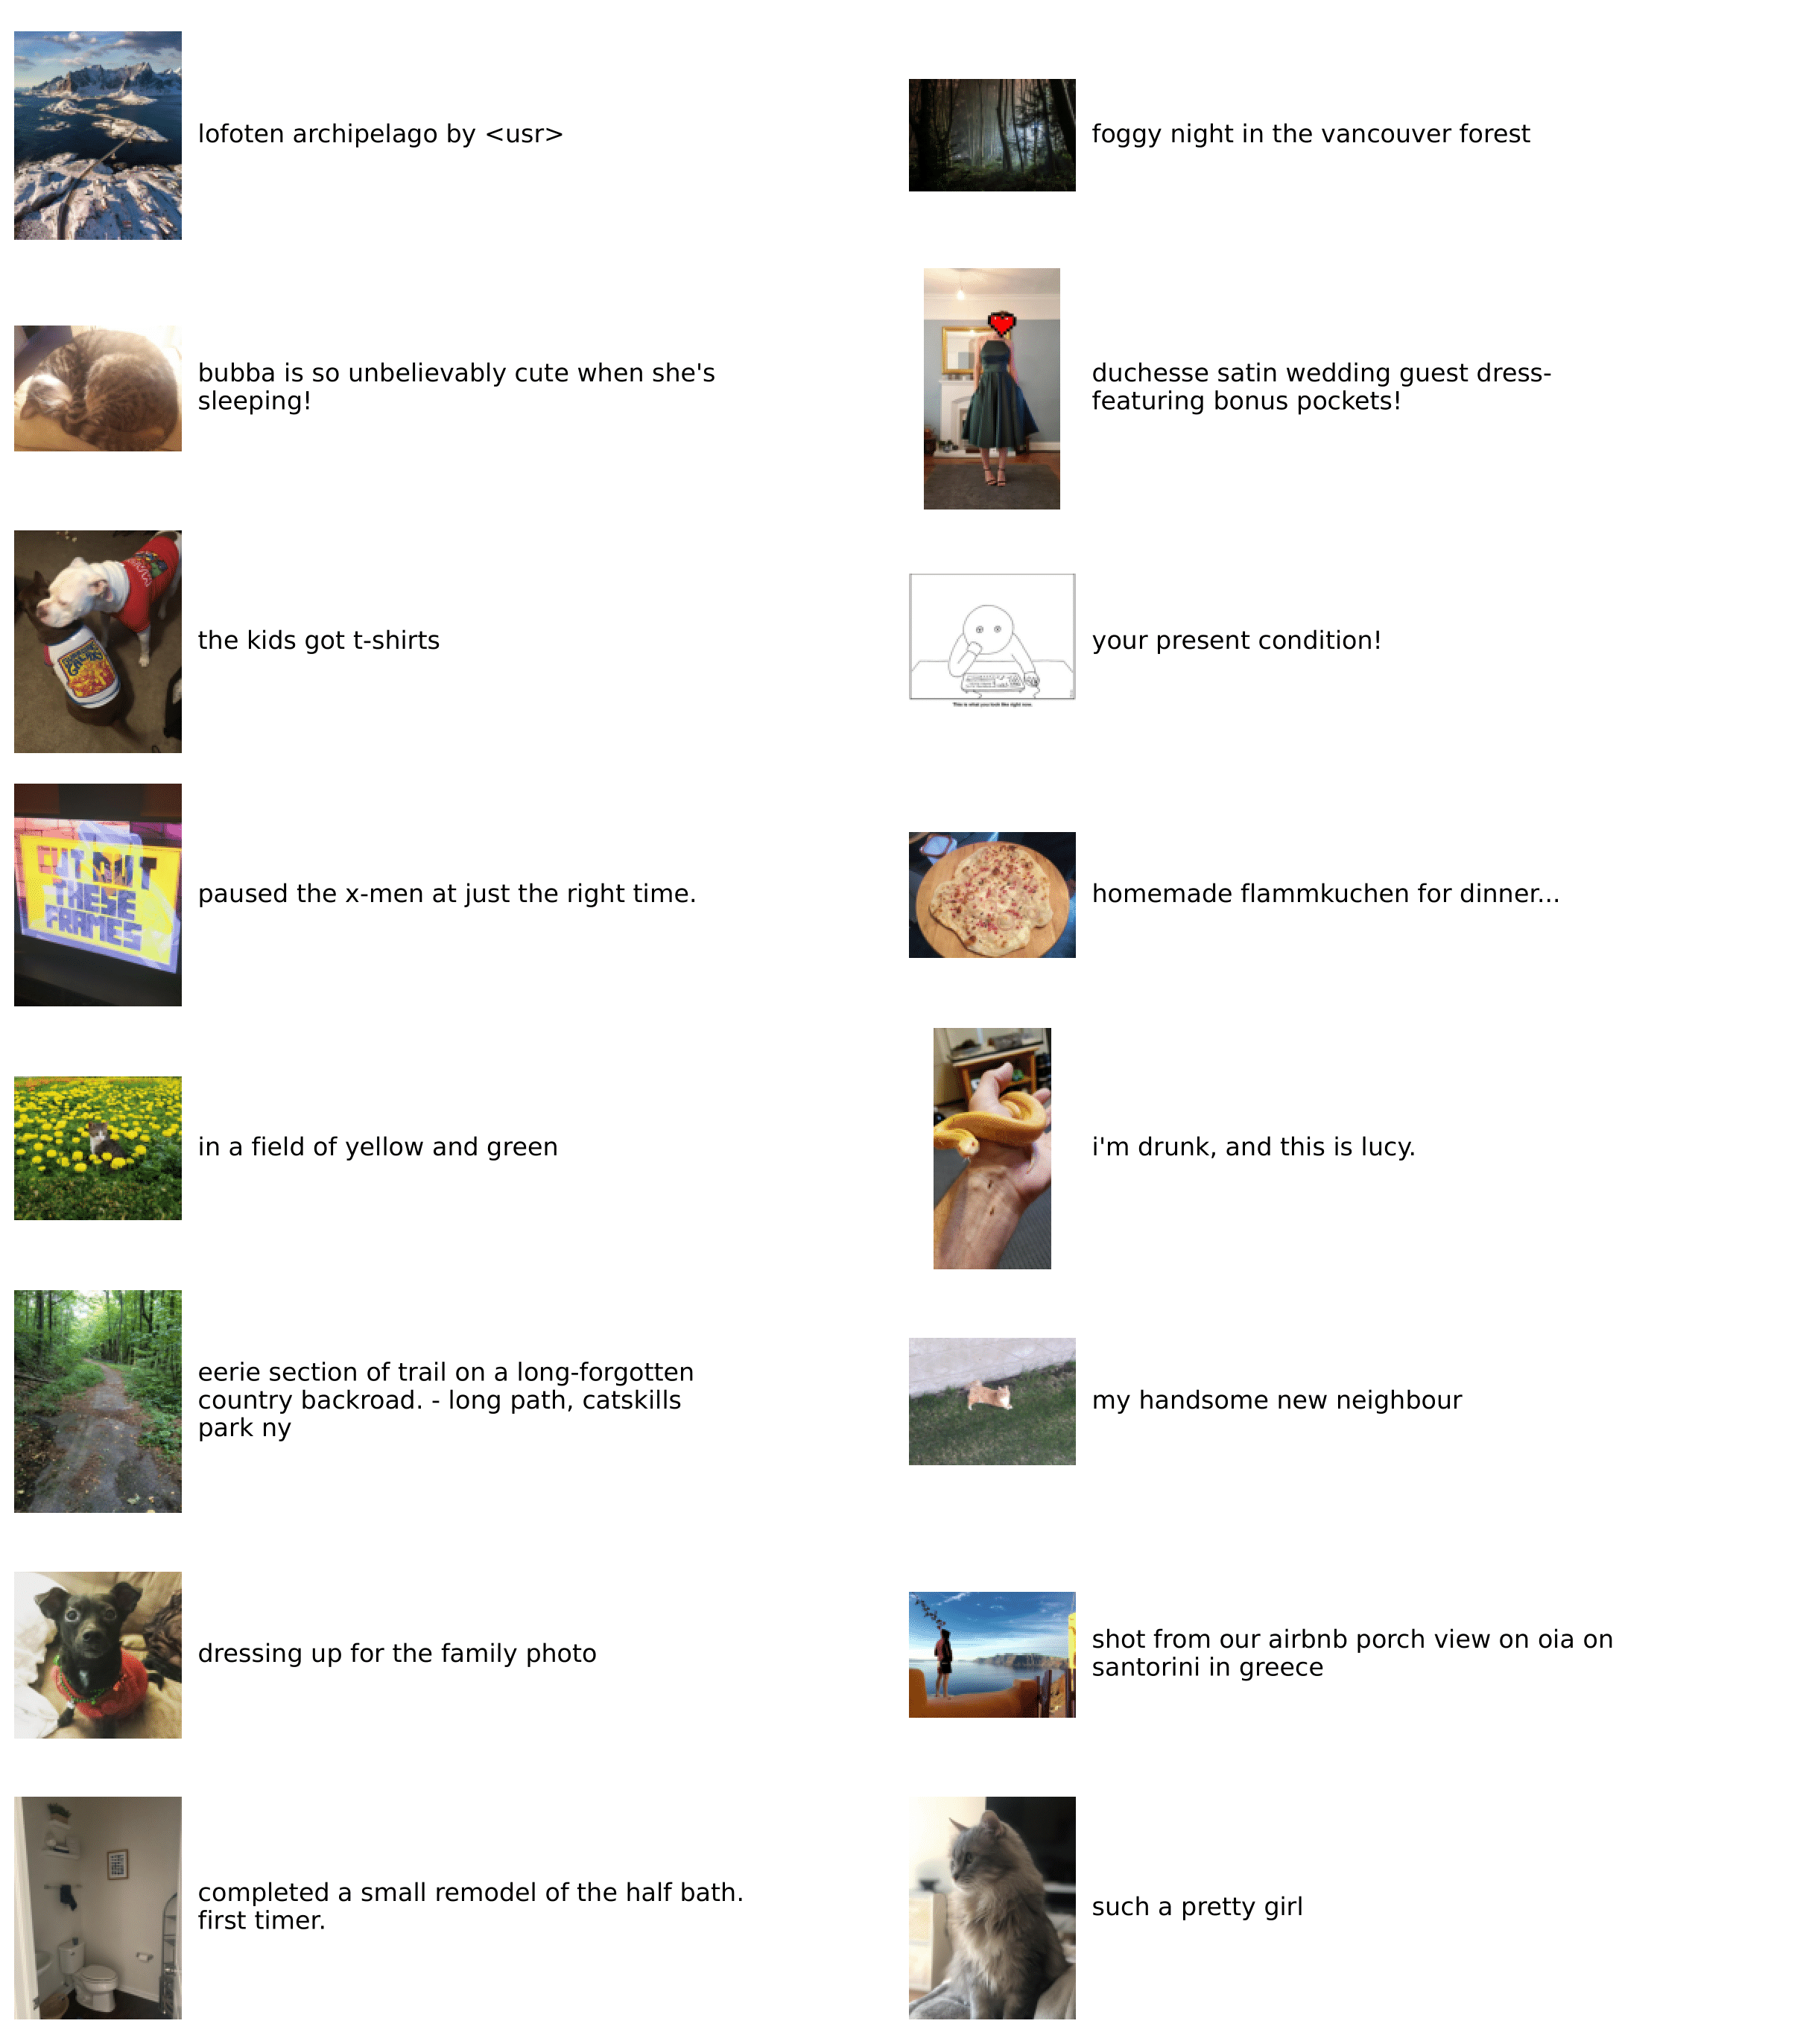 lofoten archipelago by <usr>
foggy night in the vancouver forest
bubba is so unbelievably cute when she's
sleeping!
duchesse satin wedding guest dress-
featuring bonus pockets!
the kids got t-shirts
your present condition!
This is what you look like right now.
paused the x-men at just the right time.
CUT OUT
THESE
FRAMES
homemade flammkuchen for dinner...
in a field of yellow and green
i'm drunk, and this is lucy.
eerie section of trail on a long-forgotten
country backroad. - long path, catskills
park ny
my handsome new neighbour
dressing up for the family photo
shot from our airbnb porch view on oia on
santorini in greece
completed a small remodel of the half bath.
first timer.
such a pretty girl